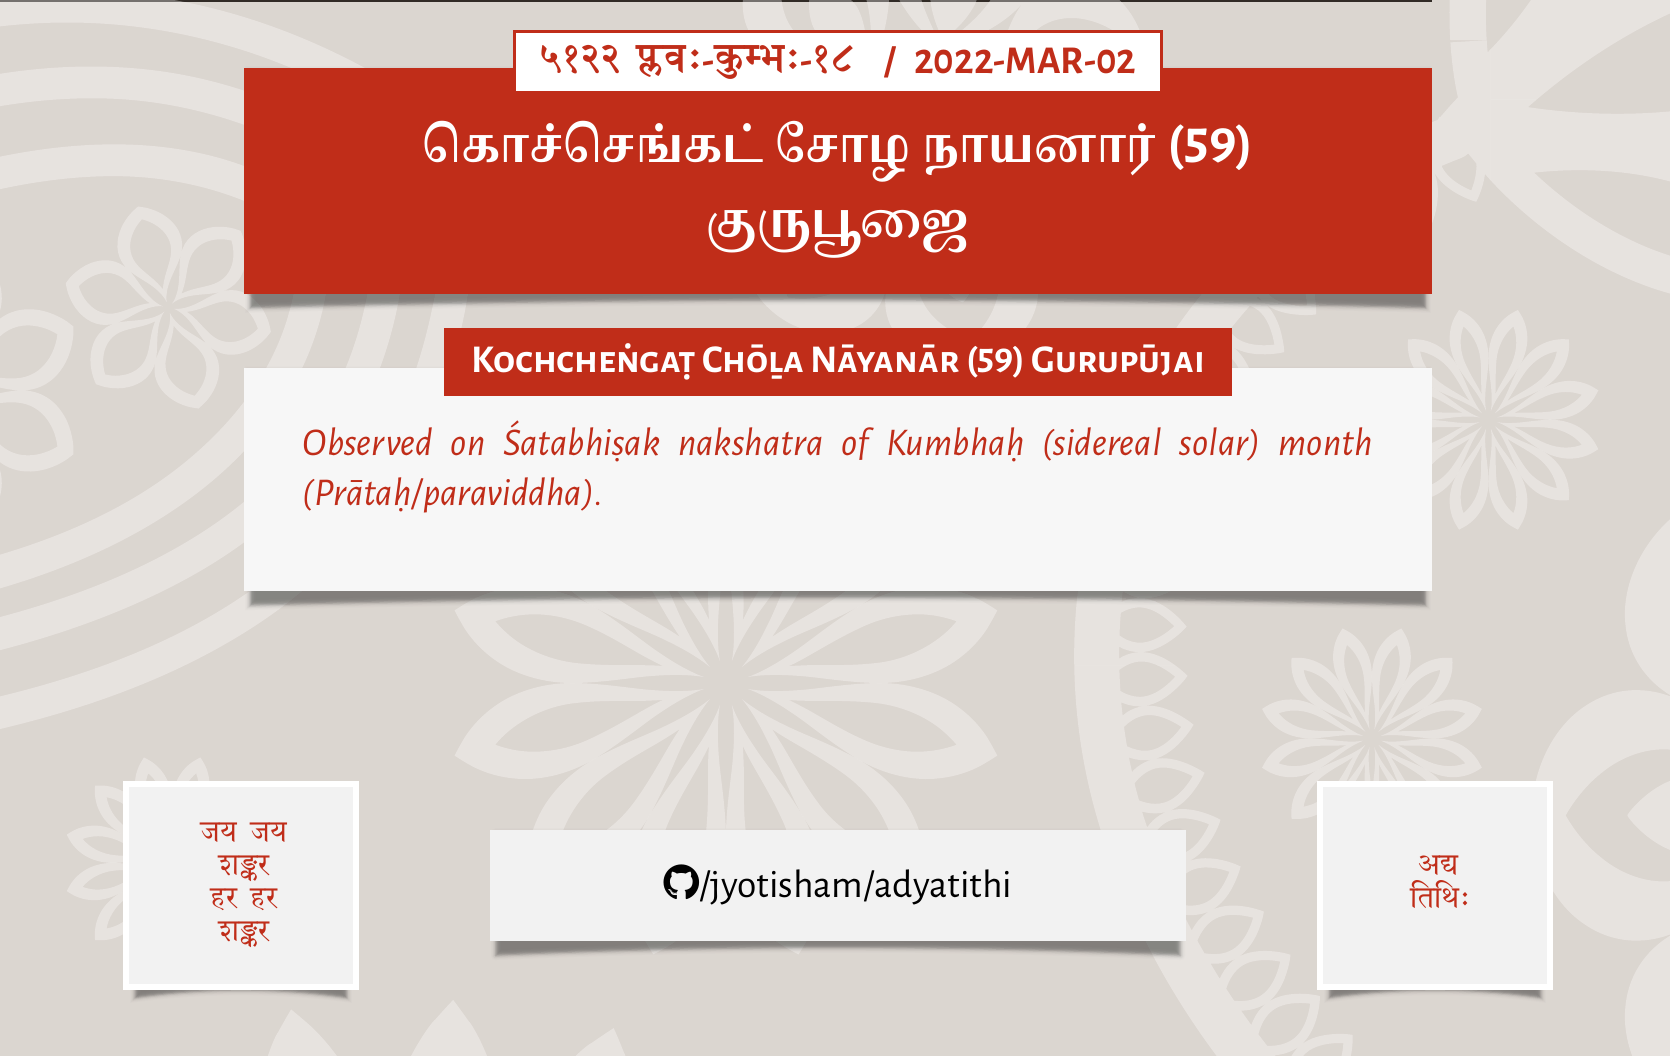 ५१२२ प्लवः-कुम्भः-१८ / 2022-MAR-02
கொச்செங்கட் சோழ நாயனார் (59)
குருபூஜை
Kochcheṅgaṭ Chōḻa Nāyanār (59) Gurupūjai
Observed on Śatabhiṣak nakshatra of Kumbhaḥ (sidereal solar) month
(Prātaḥ/paraviddha).
जय जय
शङ्कर
हर हर
शङ्कर
/jyotisham/adyatithi
अद्य
तिथिः